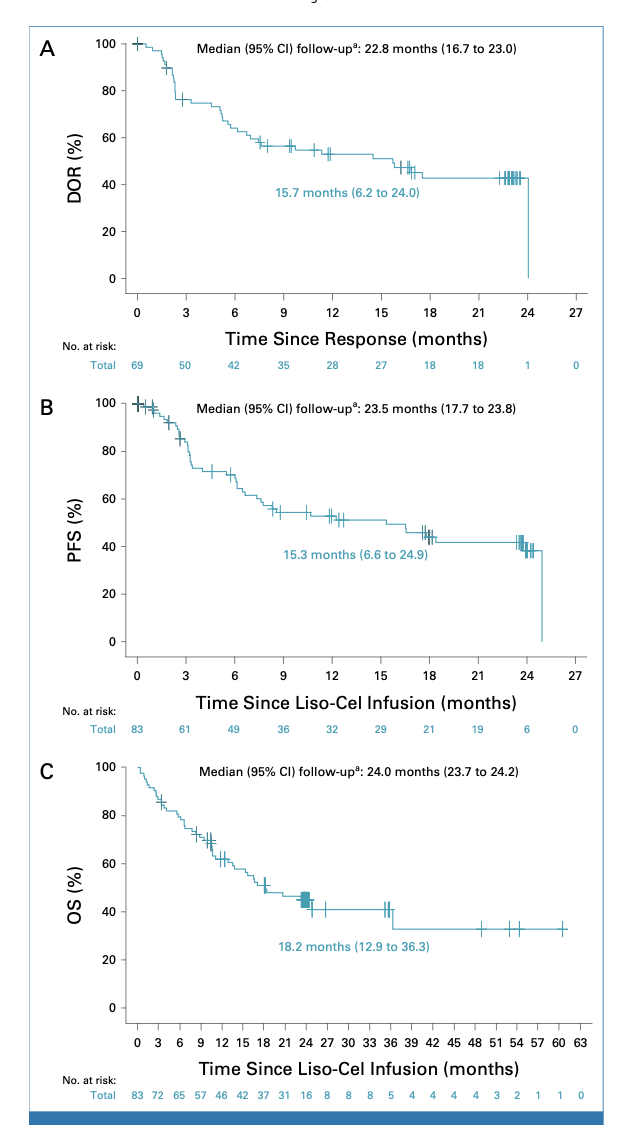 A
Median (95% CI) follow-upᵃ: 22.8 months (16.7 to 23.0)
100
80
60
40
20
0
DOR (%)
15.7 months (6.2 to 24.0)
0 3 6 9 12 15 18 21 24 27
Time Since Response (months)
No. at risk:
Total 69 50 42 35 28 27 18 18 1 0
B
Median (95% CI) follow-upᵃ: 23.5 months (17.7 to 23.8)
100
80
60
40
20
0
PFS (%)
15.3 months (6.6 to 24.9)
0 3 6 9 12 15 18 21 24 27
Time Since Liso-Cel Infusion (months)
No. at risk:
Total 83 61 49 36 32 29 21 19 6 0
C
Median (95% CI) follow-upᵃ: 24.0 months (23.7 to 24.2)
100
80
60
40
20
0
OS (%)
18.2 months (12.9 to 36.3)
0 3 6 9 12 15 18 21 24 27 30 33 36 39 42 45 48 51 54 57 60 63
Time Since Liso-Cel Infusion (months)
No. at risk:
Total 83 72 65 57 46 42 37 31 16 8 8 8 5 4 4 4 4 3 2 1 1 0